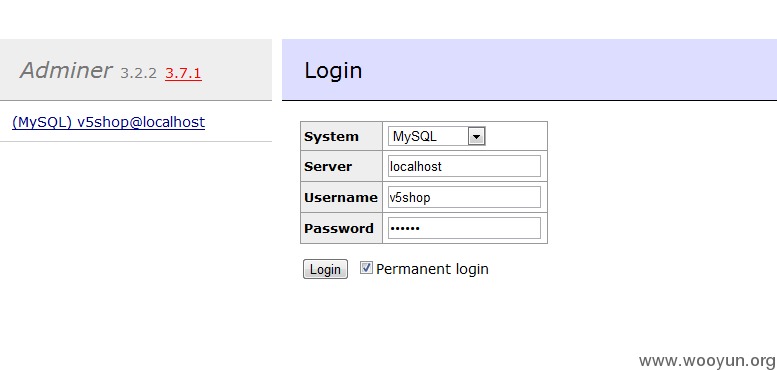 Adminer 3.2.2 3.7.1
Login
(MySQL) v5shop@localhost
System MySQL
Server localhost
Username v5shop
Password ••••••
Login Permanent login
www.wooyun.org